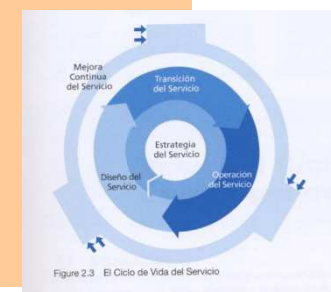 Mejora
Continua
del Servicio
Transición
del Servicio
Estrategia
del Servicio
Diseño del
Servicio
Operación
del Servicio
Figure 2.3 El Ciclo de Vida del Servicio